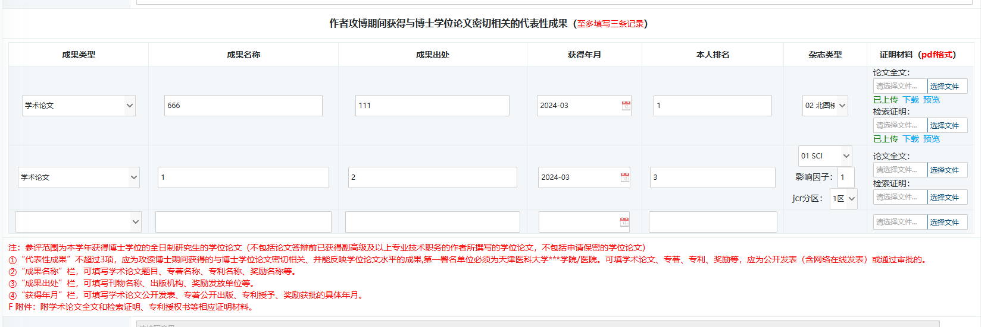 作者攻博期间获得与博士学位论文密切相关的代表性成果（至多填写三条记录）
成果类型 成果名称 成果出处 获得年月 本人排名 杂志类型 证明材料（pdf格式）
论文全文：
请选择文件... 选择文件
学术论文 666 111 2024-03 1 02 北图核
已上传 下载 预览
检索证明：
请选择文件... 选择文件
已上传 下载 预览
01 SCI
论文全文：
请选择文件... 选择文件
学术论文 1 2 2024-03 3
影响因子： 1
检索证明：
jcr分区： 1区
请选择文件... 选择文件
请选择文件... 选择文件
注：参评范围为本学年获得博士学位的全日制研究生的学位论文（不包括论文答辩前已获得副高级及以上专业技术职务的作者所撰写的学位论文，不包括申请保密的学位论文）
①“代表性成果”不超过3项，应为攻读博士期间获得的与博士学位论文密切相关、并能反映学位论文水平的成果,第一署名单位必须为天津医科大学***学院/医院。可填学术论文、专著、专利、奖励等，应为公开发表（含网络在线发表）或通过审批的。
②“成果名称”栏，可填写学术论文题目、专著名称、专利名称、奖励名称等。
③“成果出处”栏，可填写刊物名称、出版机构、奖励发放单位等。
④“获得年月”栏，可填写学术论文公开发表、专著公开出版、专利授予、奖励获批的具体年月。
F 附件：附学术论文全文和检索证明、专利授权书等相应证明材料。